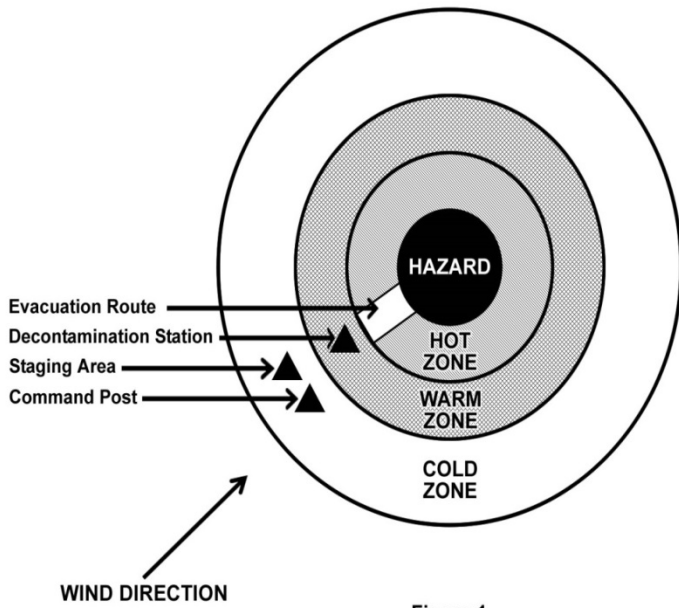 HAZARD
Evacuation Route
Decontamination Station
Staging Area
Command Post
HOT
ZONE
WARM
ZONE
COLD
ZONE
WIND DIRECTION